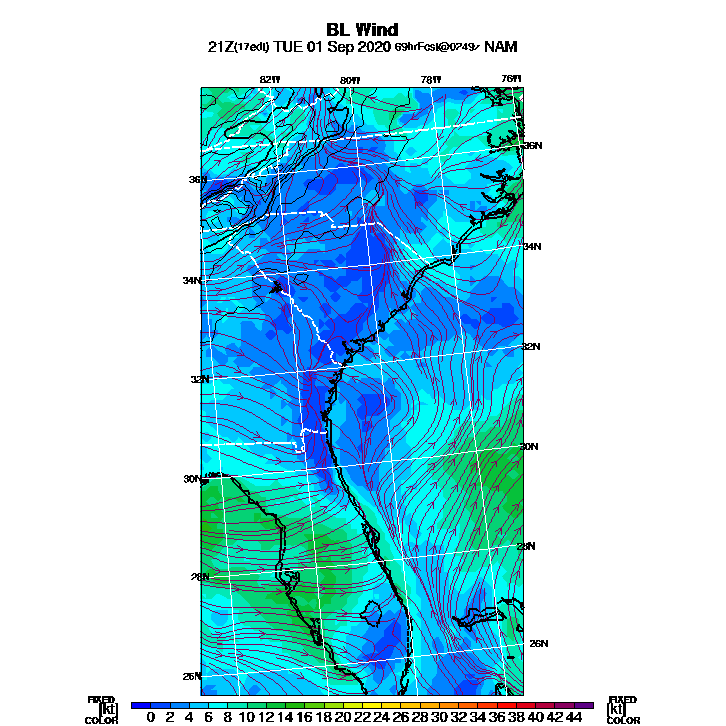 BL Wind
21Z(17edt) TUE 01 Sep 2020 69hrFcst@0249z NAM
82W 80W 78W 76W
36N 36N
34N 34N
32N 32N
30N 30N
28N 28N
26N 26N
FIXED FIXED
[kt] 0 2 4 6 8 10 12 14 16 18 20 22 24 26 28 30 32 34 36 38 40 42 44 [kt]
COLOR COLOR